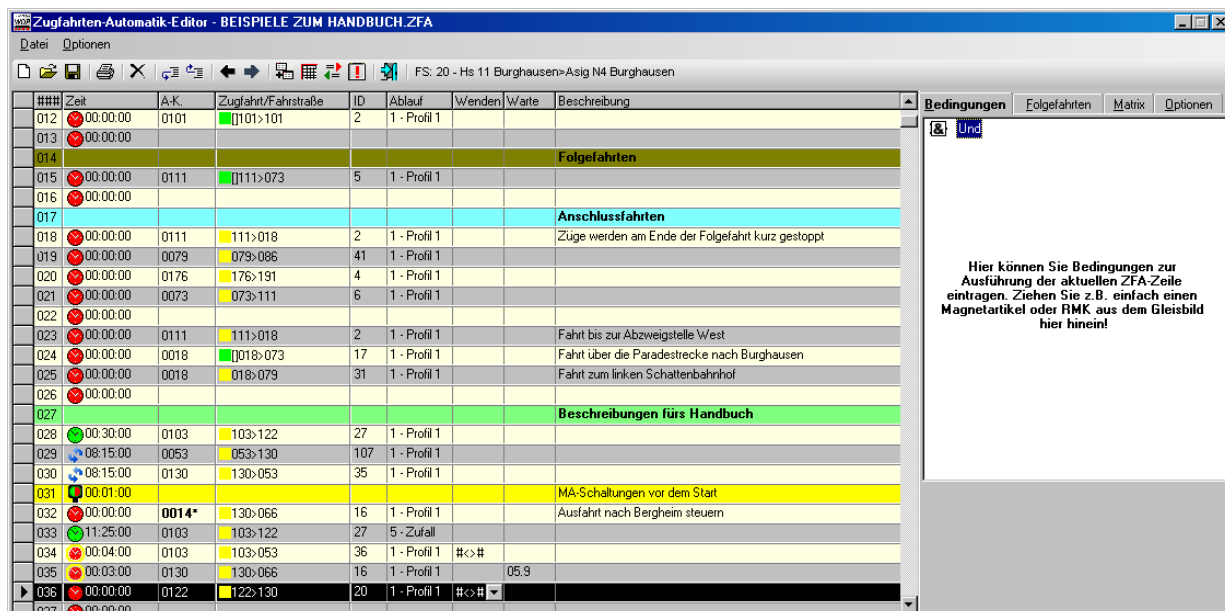 Zugfahrten-Automatik-Editor - BEISPIELE ZUM HANDBUCH.ZFA
Datei Optionen
FS: 20 - Hs 11 Burghausen>Asig N4 Burghausen
### Zeit A-K. Zugfahrt/Fahrstraße ID Ablauf Wenden Warte Beschreibung
012 00:00:00 0101 []101>101 2 1 - Profil 1
013 00:00:00
014 Folgefahrten
015 00:00:00 0111 []111>073 5 1 - Profil 1
016 00:00:00
017 Anschlussfahrten
018 00:00:00 0111 111>018 2 1 - Profil 1 Züge werden am Ende der Folgefahrt kurz gestoppt
019 00:00:00 0079 079>086 41 1 - Profil 1
020 00:00:00 0176 176>191 4 1 - Profil 1
021 00:00:00 0073 073>111 6 1 - Profil 1
022 00:00:00
023 00:00:00 0111 111>018 2 1 - Profil 1 Fahrt bis zur Abzweigstelle West
024 00:00:00 0018 []018>073 17 1 - Profil 1 Fahrt über die Paradestrecke nach Burghausen
025 00:00:00 0018 018>079 31 1 - Profil 1 Fahrt zum linken Schattenbahnhof
026 00:00:00
027 Beschreibungen fürs Handbuch
028 00:30:00 0103 103>122 27 1 - Profil 1
029 08:15:00 0053 053>130 107 1 - Profil 1
030 08:15:00 0130 130>053 35 1 - Profil 1
031 00:01:00 MA-Schaltungen vor dem Start
032 00:00:00 0014* 130>066 16 1 - Profil 1 Ausfahrt nach Bergheim steuern
033 11:25:00 0103 103>122 27 5 - Zufall
034 00:04:00 0103 103>053 36 1 - Profil 1 #<>#
035 00:03:00 0130 130>066 16 1 - Profil 1 05.9
036 00:00:00 0122 122>130 20 1 - Profil 1 #<>#
037 00:00:00
Bedingungen Folgefahrten Matrix Optionen
& Und
Hier können Sie Bedingungen zur
Ausführung der aktuellen ZFA-Zeile
eintragen. Ziehen Sie z.B. einfach einen
Magnetartikel oder RMK aus dem Gleisbild
hier hinein!